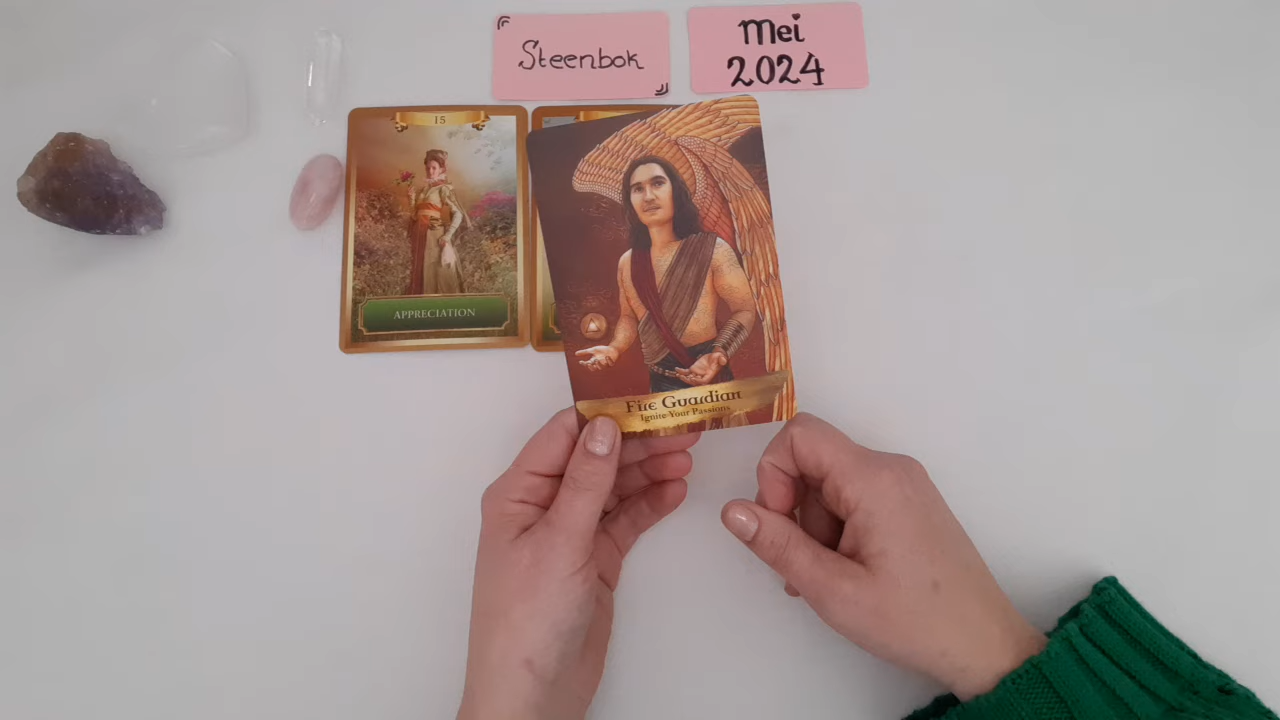 Steenbok
Mei
2024
15
APPRECIATION
Fire Guardian
Ignite Your Passions